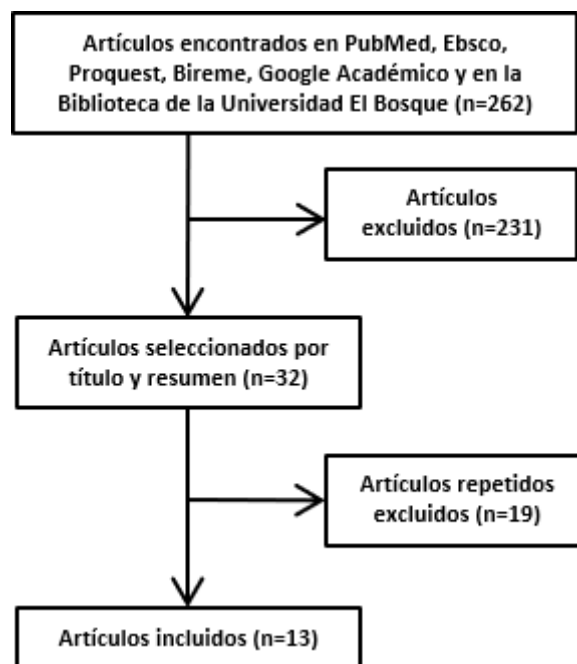 Artículos encontrados en PubMed, Ebsco,
Proquest, Bireme, Google Académico y en la
Biblioteca de la Universidad El Bosque (n=262)
Artículos
excluidos (n=231)
Artículos seleccionados por
título y resumen (n=32)
Artículos repetidos
excluidos (n=19)
Artículos incluidos (n=13)